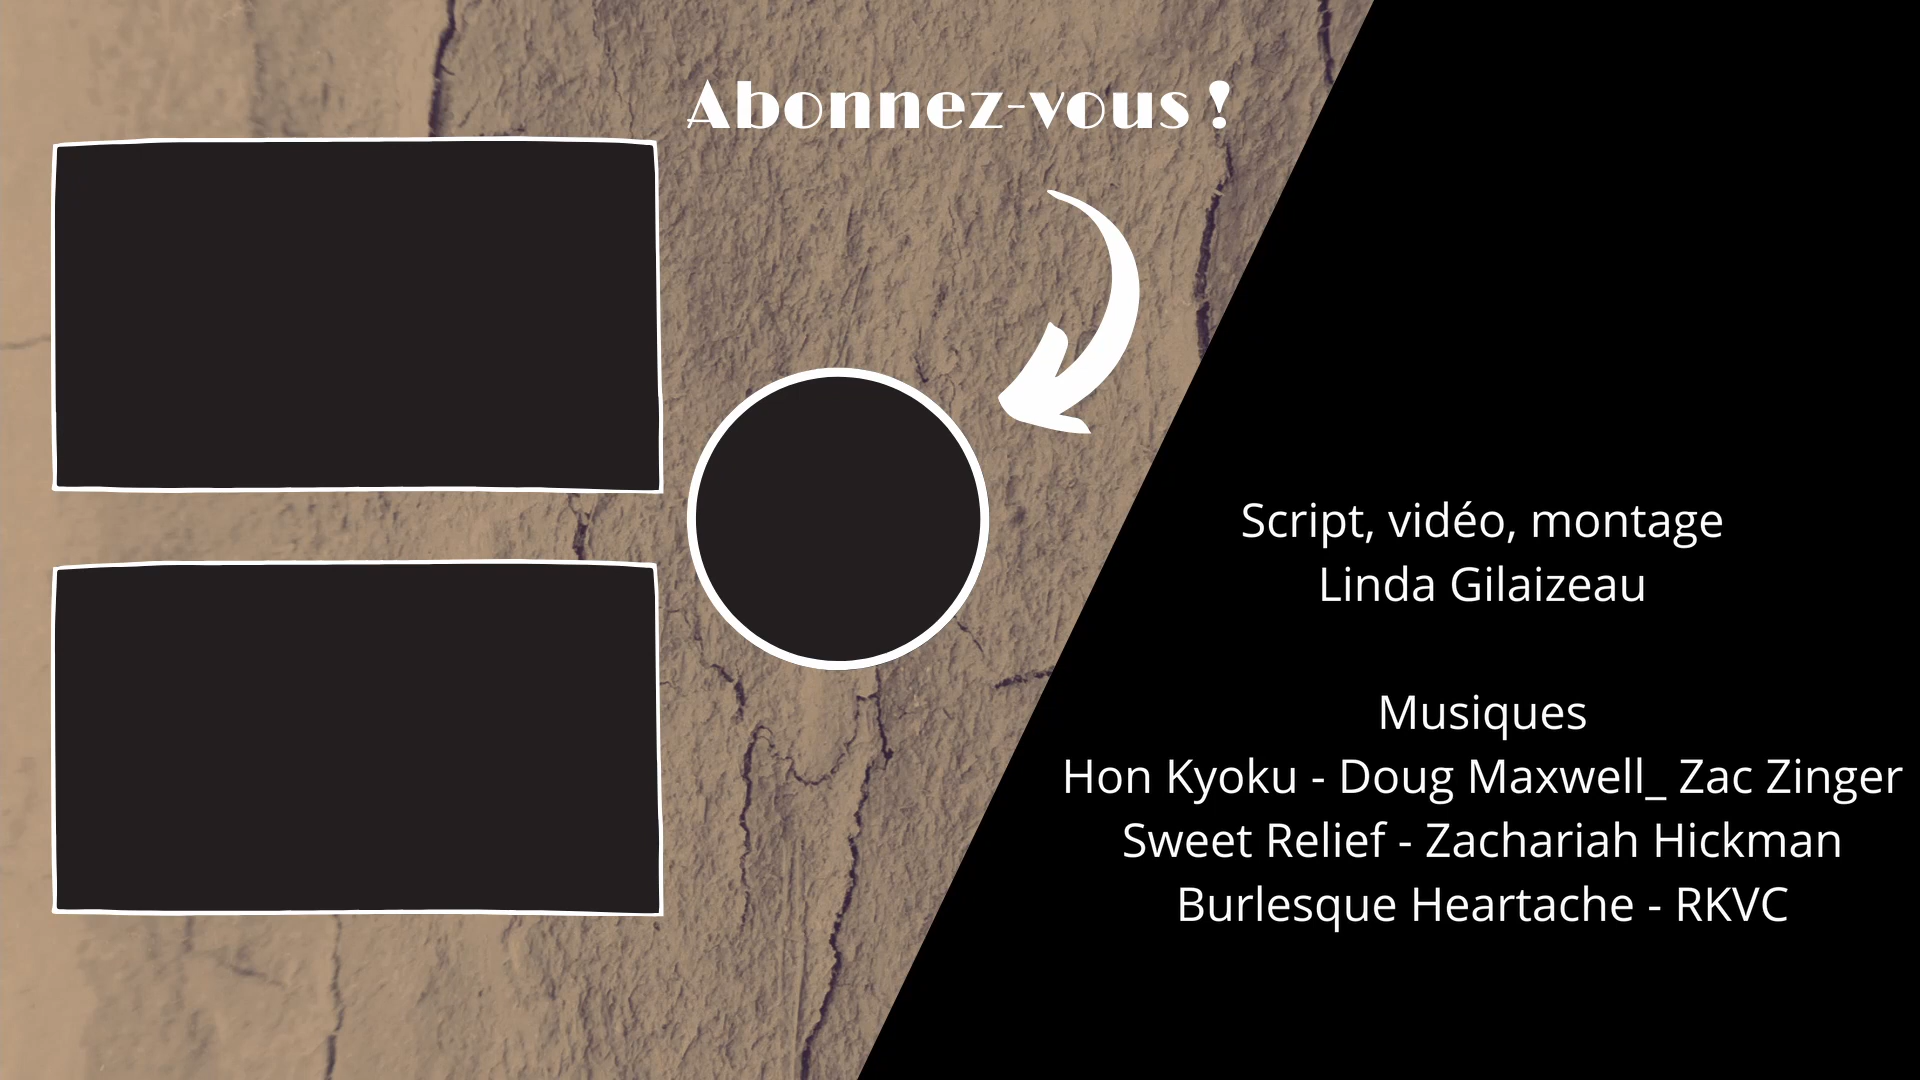 Abonnez-vous !
Script, vidéo, montage
Linda Gilaizeau
Musiques
Hon Kyoku - Doug Maxwell_ Zac Zinger
Sweet Relief - Zachariah Hickman
Burlesque Heartache - RKVC